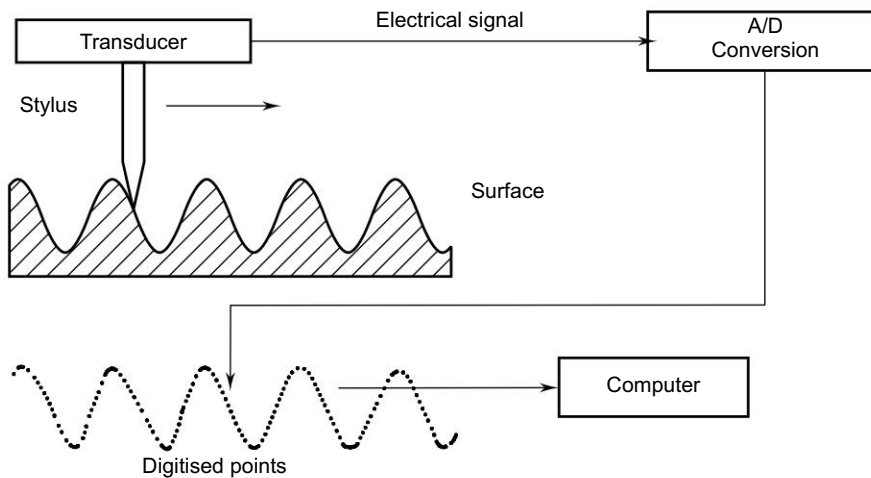 Electrical signal
Transducer
A/D
Conversion
Stylus
Surface
Computer
Digitised points